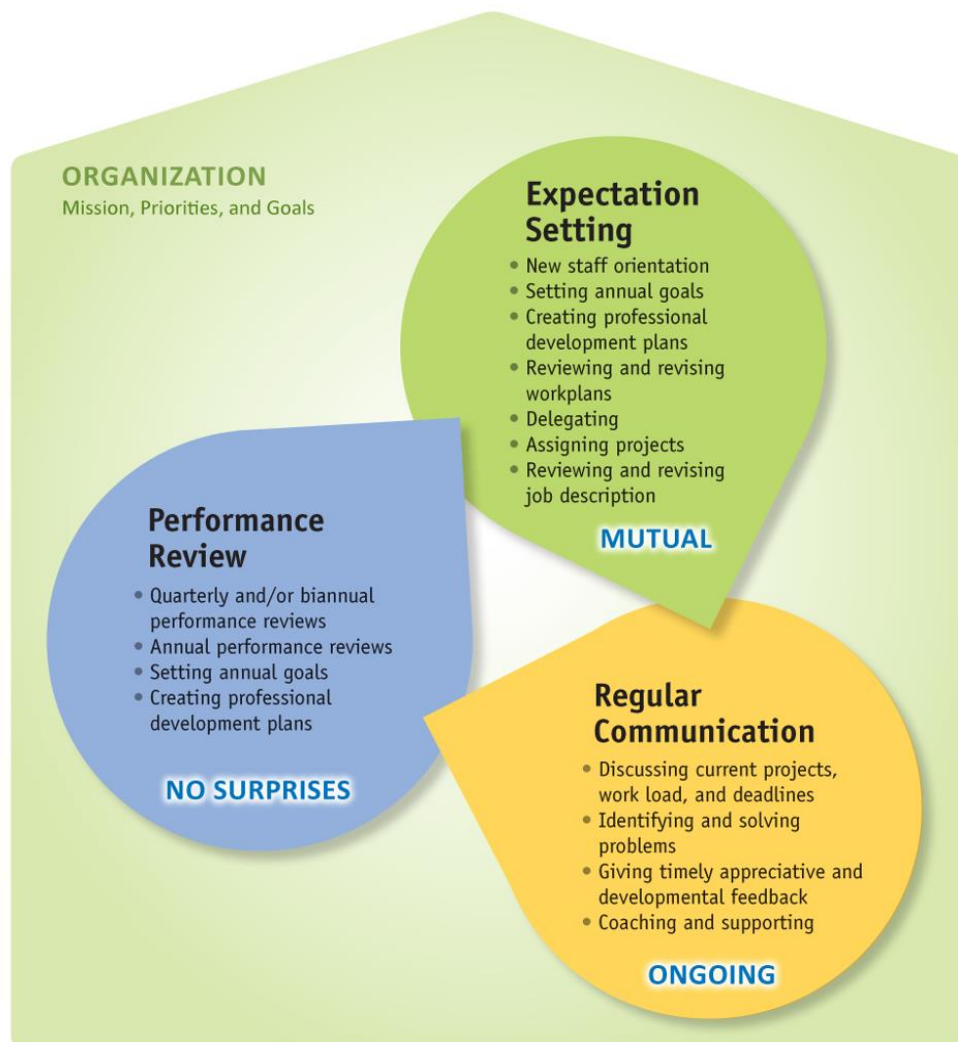 ORGANIZATION
Mission, Priorities, and Goals
Expectation
Setting
• New staff orientation
• Setting annual goals
• Creating professional
development plans
• Reviewing and revising
workplans
• Delegating
• Assigning projects
• Reviewing and revising
job description
MUTUAL
Performance
Review
• Quarterly and/or biannual
performance reviews
• Annual performance reviews
• Setting annual goals
• Creating professional
development plans
NO SURPRISES
Regular
Communication
• Discussing current projects,
work load, and deadlines
• Identifying and solving
problems
• Giving timely appreciative and
developmental feedback
• Coaching and supporting
ONGOING